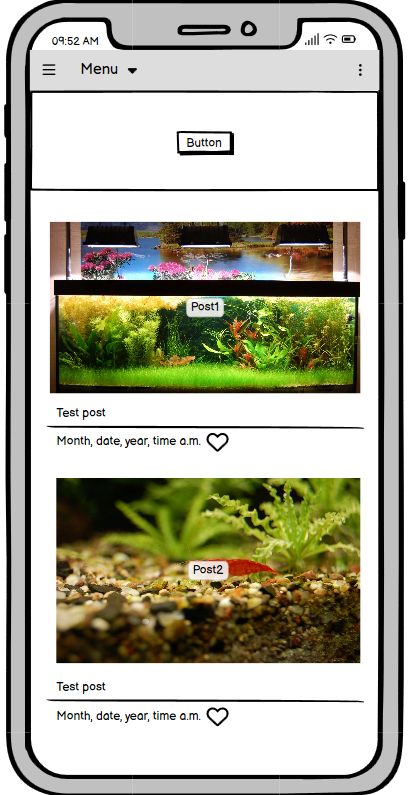 09:52 AM
Menu
Button
Post1
Test post
Month, date, year, time a.m.
Post2
Test post
Month, date, year, time a.m.